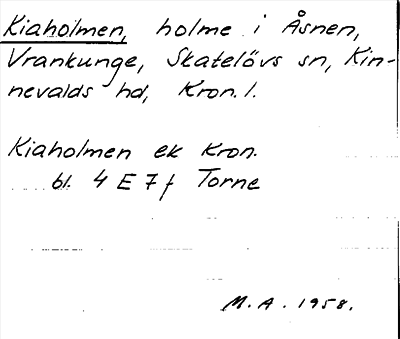 Kiaholmen, holme i Åsnen,
Vrankunge, Skatelövs sn, Kin-
nevalds hd, Kron. l.
Kiaholmen ek Kron.
bl. 4 E 7 f Torne
M.A. 1958.